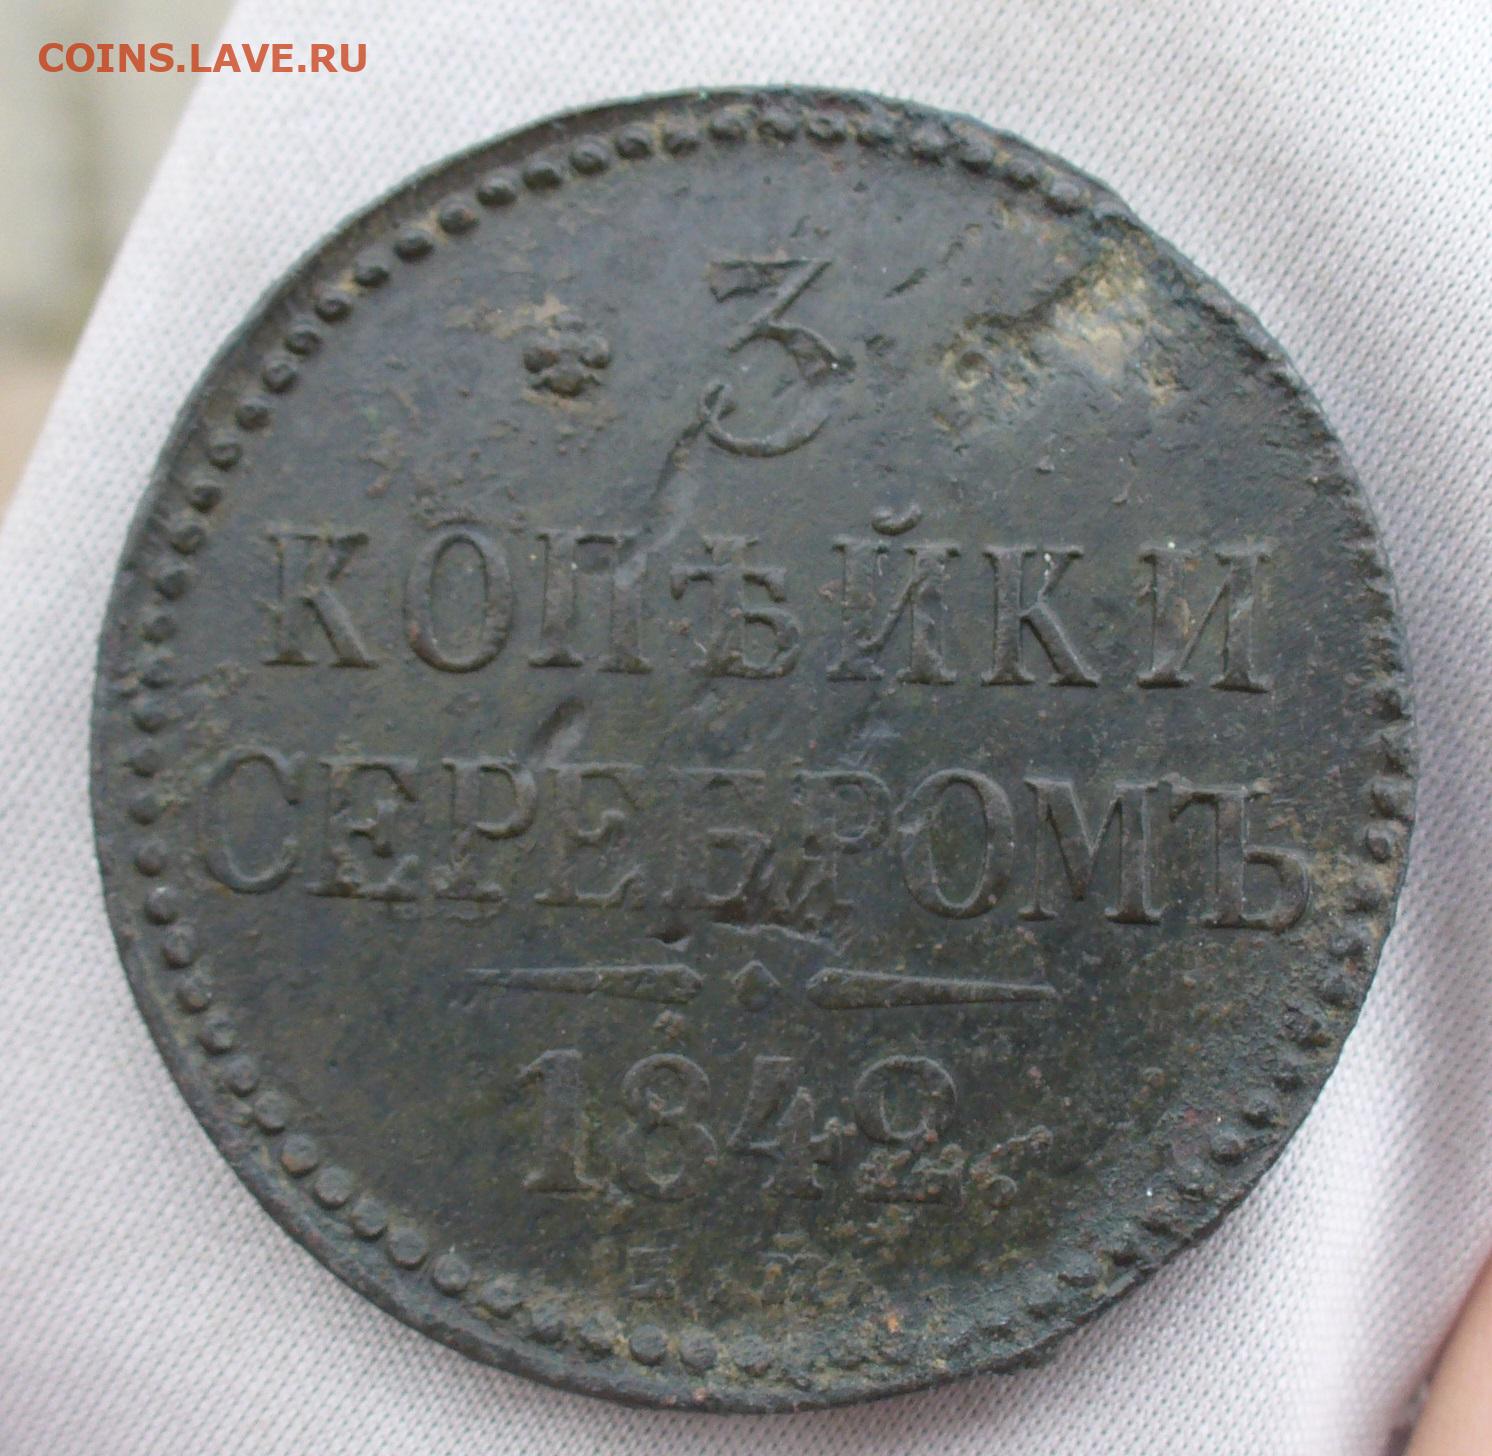 COINS.LAVE.RU
3
КОПѢЙКИ
СЕРЕБРОМЪ
1842.